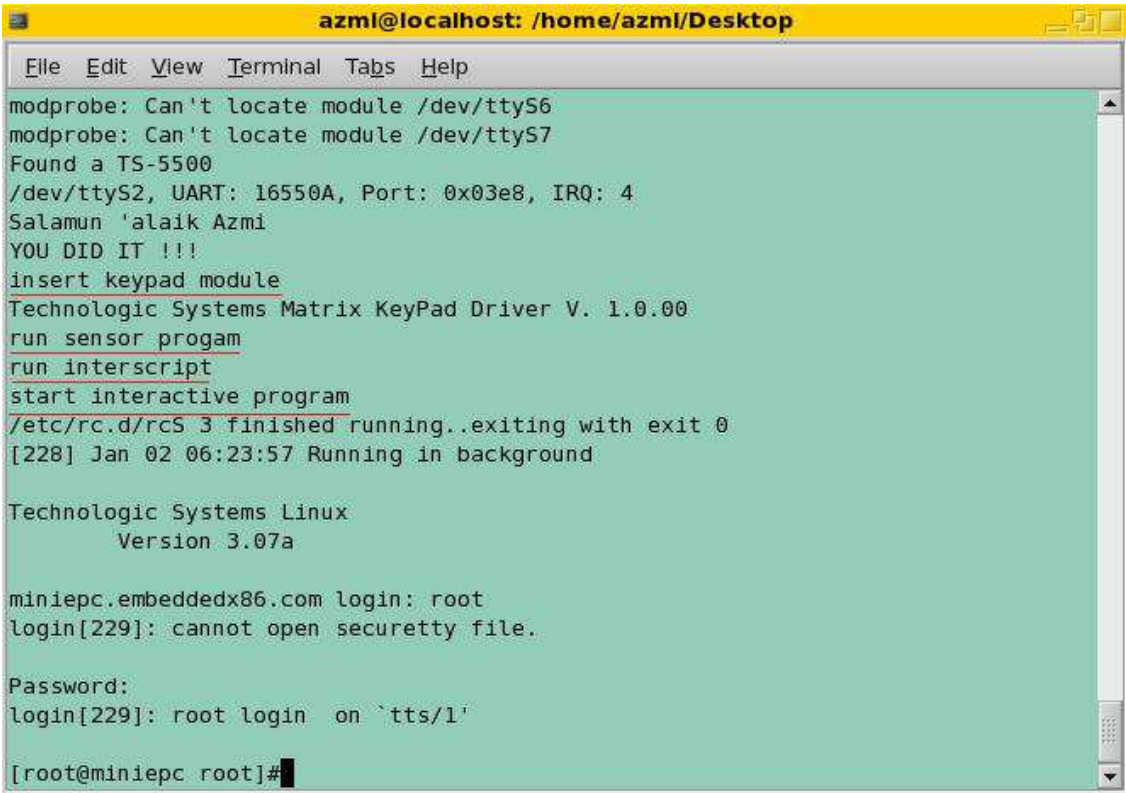 azmi@localhost: /home/azmi/Desktop
File Edit View Terminal Tabs Help
modprobe: Can't locate module /dev/ttyS6
modprobe: Can't locate module /dev/ttyS7
Found a TS-5500
/dev/ttyS2, UART: 16550A, Port: 0x03e8, IRQ: 4
Salamun 'alaik Azmi
YOU DID IT !!!
insert keypad module
Technologic Systems Matrix KeyPad Driver V. 1.0.00
run sensor progam
run interscript
start interactive program
/etc/rc.d/rcS 3 finished running..exiting with exit 0
[228] Jan 02 06:23:57 Running in background
Technologic Systems Linux
Version 3.07a
miniepc.embeddedx86.com login: root
login[229]: cannot open securetty file.
Password:
login[229]: root login  on `tts/1'
[root@miniepc root]#